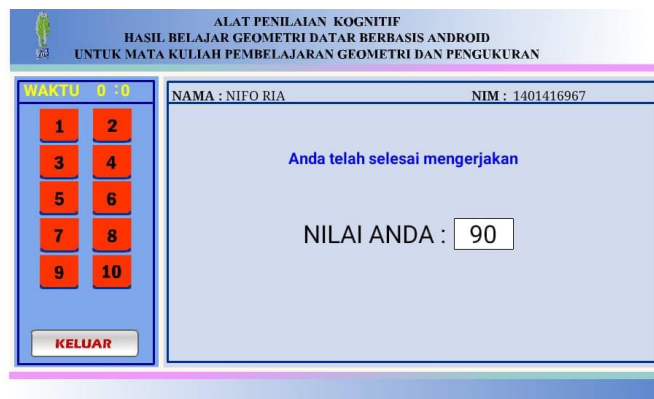 ALAT PENILAIAN KOGNITIF
HASIL BELAJAR GEOMETRI DATAR BERBASIS ANDROID
UNTUK MATA KULIAH PEMBELAJARAN GEOMETRI DAN PENGUKURAN
WAKTU 0 :0
NAMA : NIFO RIA NIM : 1401416967
1 2
3 4
5 6
7 8
9 10
Anda telah selesai mengerjakan
NILAI ANDA : 90
KELUAR